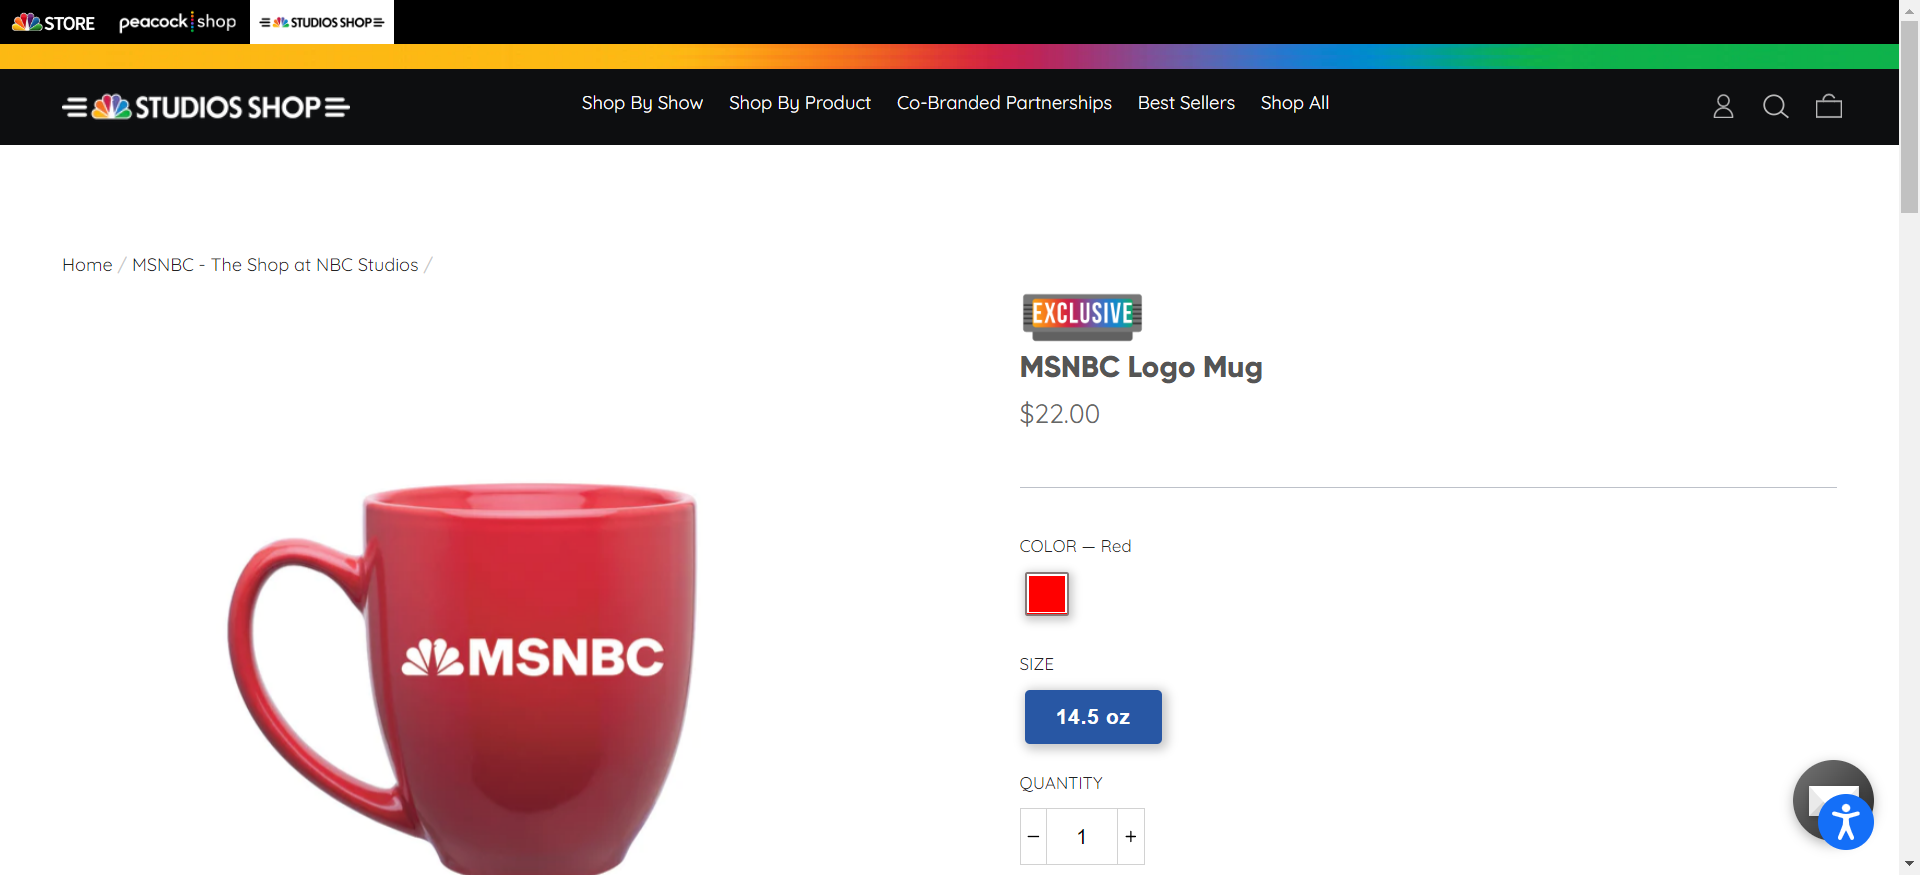 STORE peacock shop STUDIOS SHOP
STUDIOS SHOP Shop By Show Shop By Product Co-Branded Partnerships Best Sellers Shop All
Home / MSNBC - The Shop at NBC Studios /
EXCLUSIVE
MSNBC Logo Mug
$22.00
COLOR — Red
MSNBC
SIZE
14.5 oz
QUANTITY
− 1 +